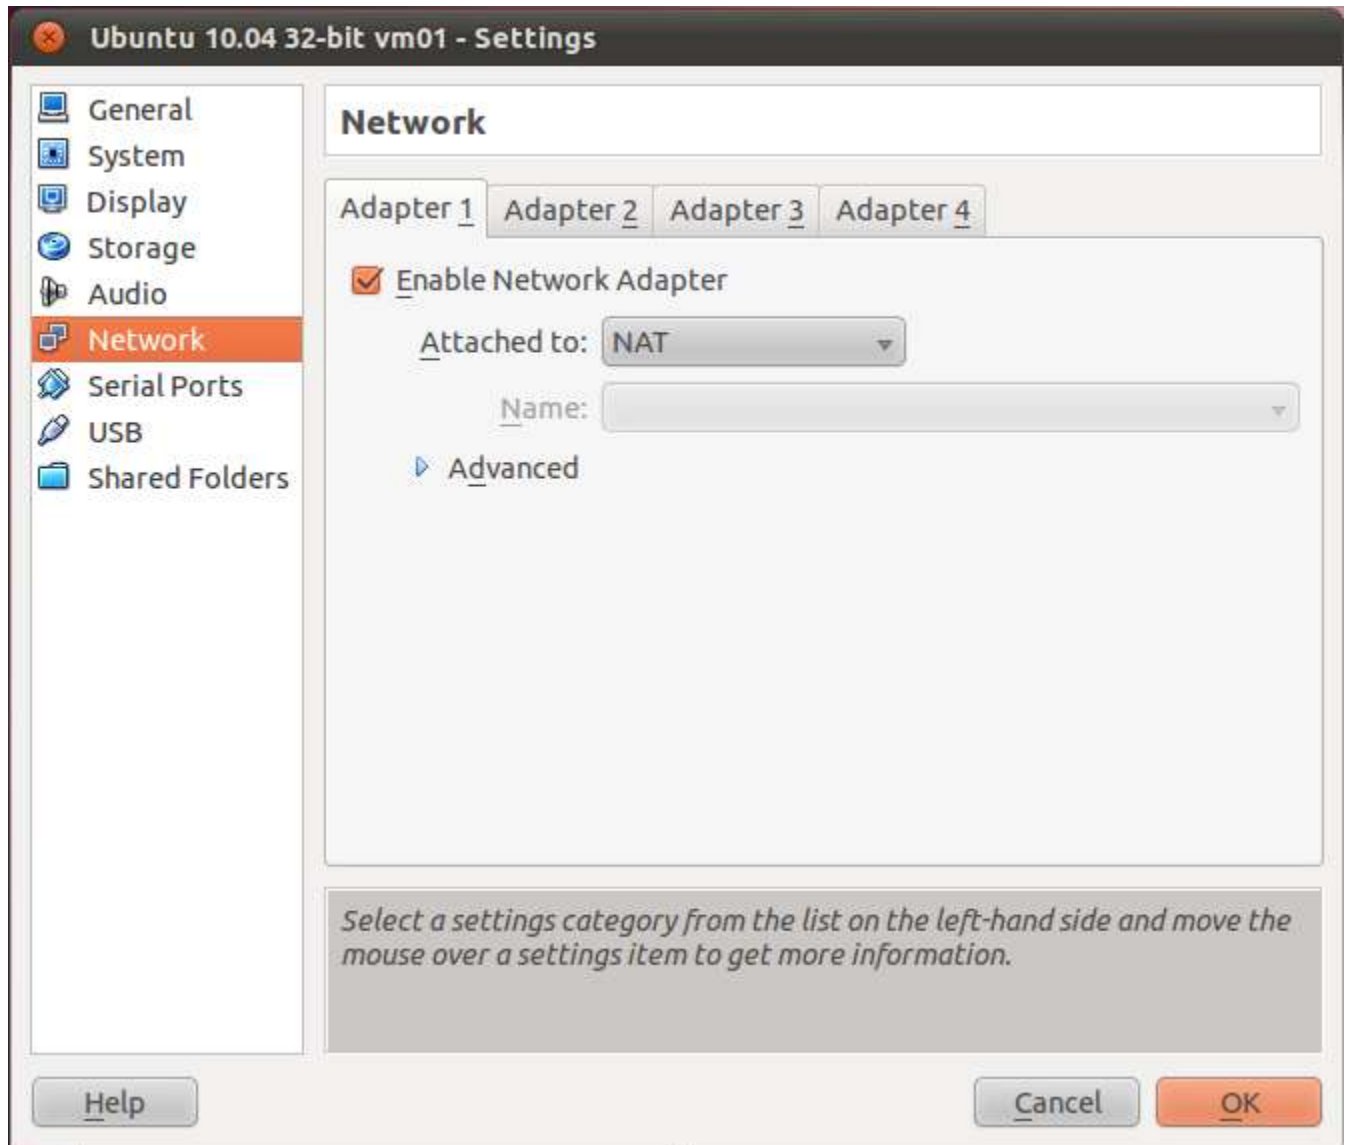 Ubuntu 10.04 32-bit vm01 - Settings
General
System
Display
Storage
Audio
Network
Serial Ports
USB
Shared Folders
Network
Adapter 1 Adapter 2 Adapter 3 Adapter 4
Enable Network Adapter
Attached to: NAT
Name:
Advanced
Select a settings category from the list on the left-hand side and move the
mouse over a settings item to get more information.
Help Cancel OK